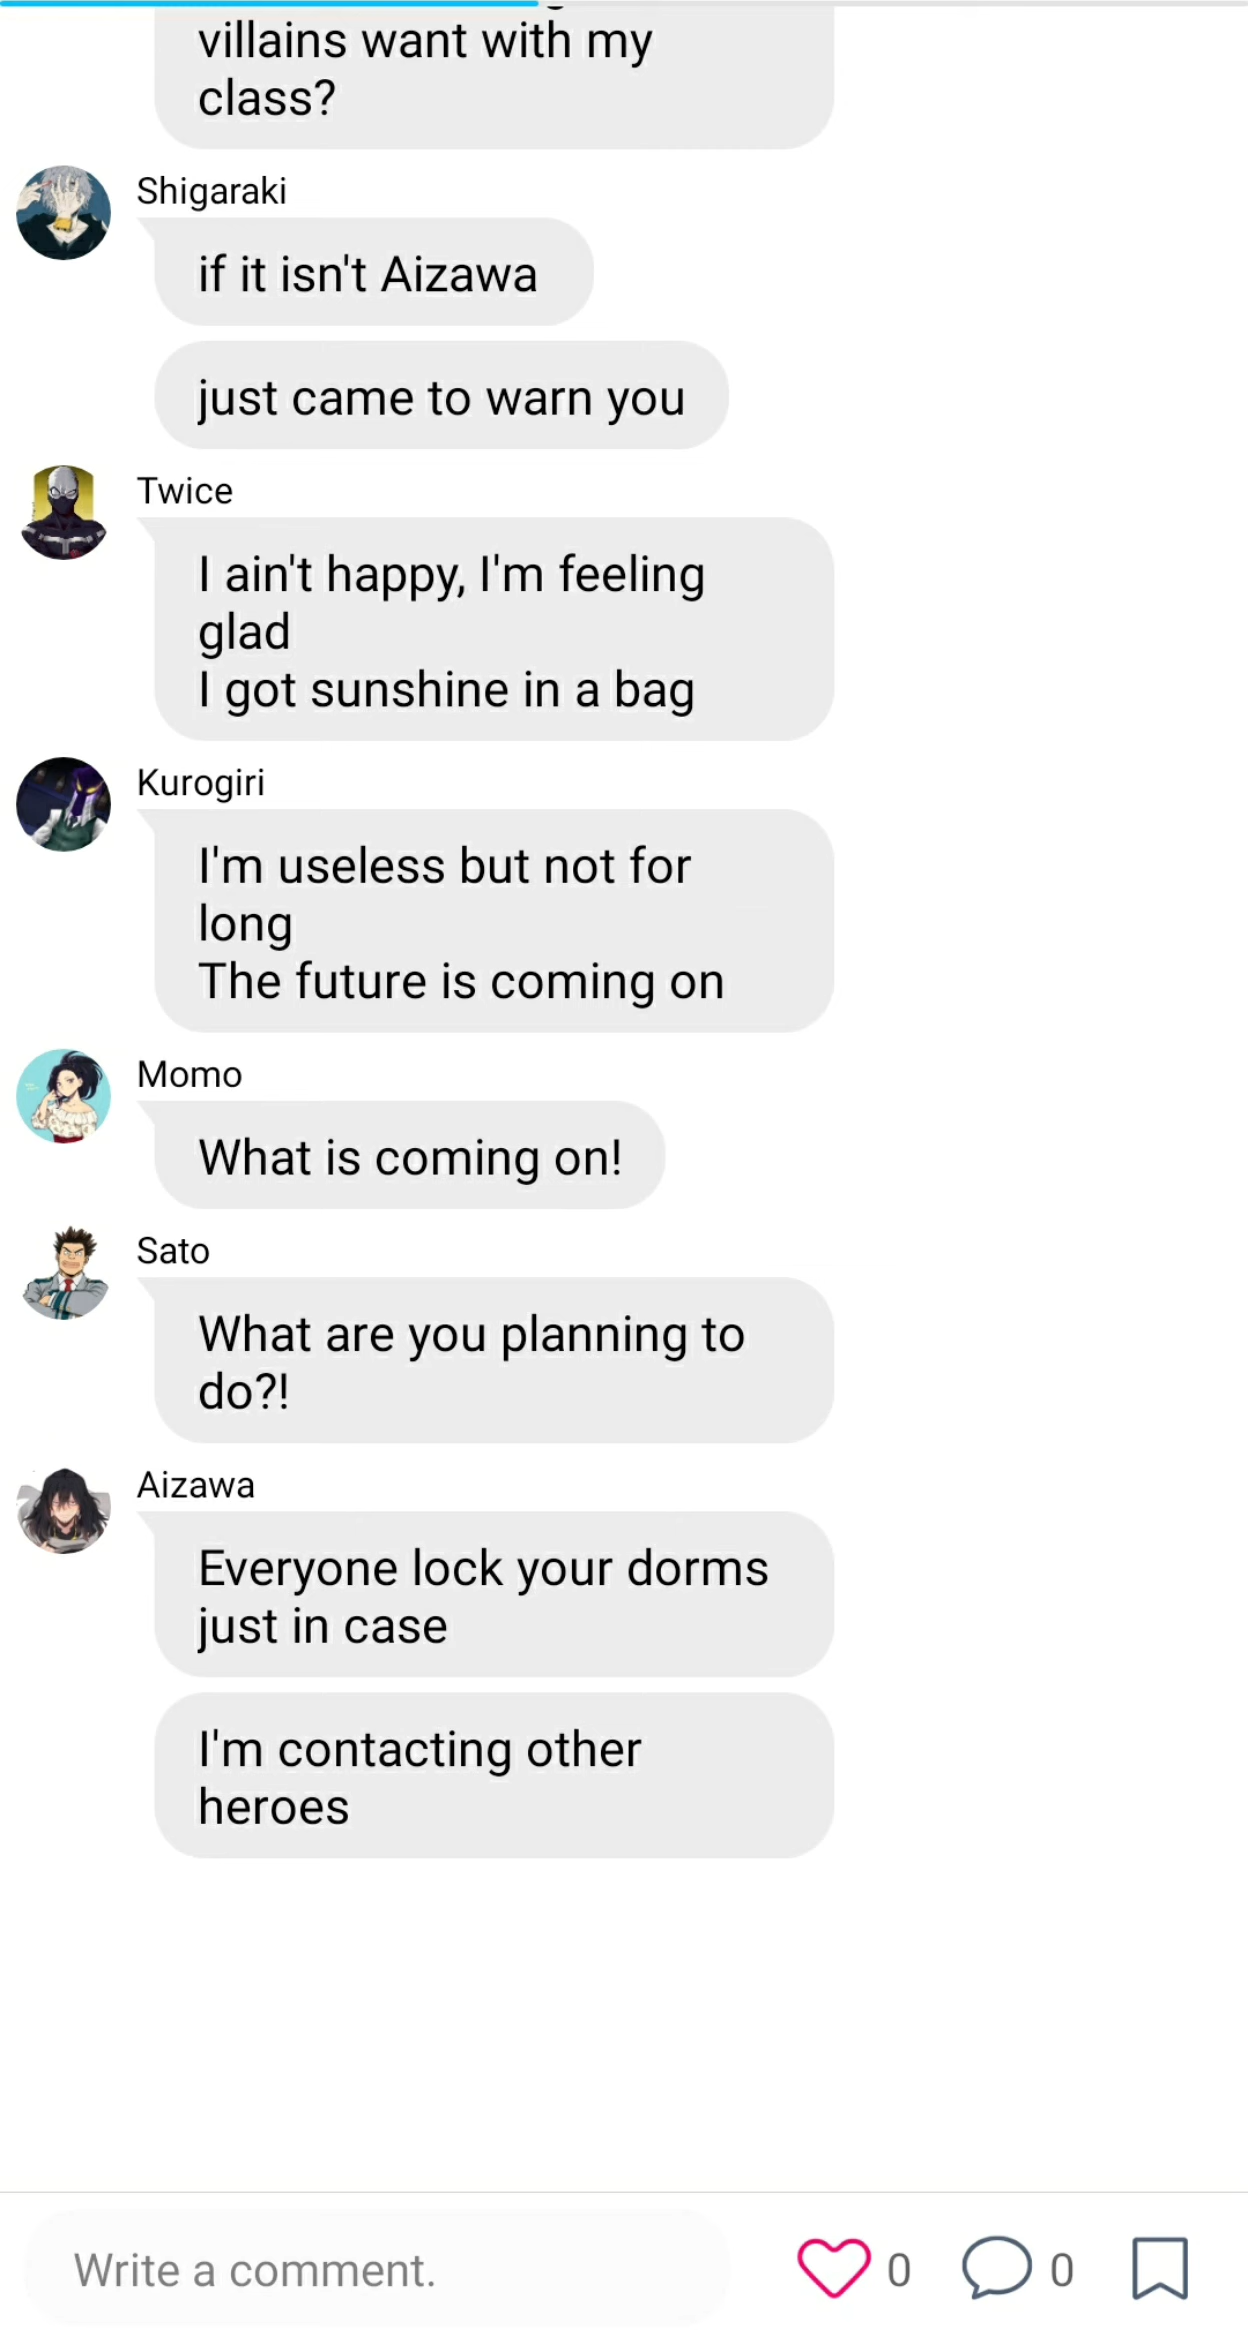 villains want with my
class?
Shigaraki
if it isn't Aizawa
just came to warn you
Twice
I ain't happy, I'm feeling
glad
I got sunshine in a bag
Kurogiri
I'm useless but not for
long
The future is coming on
Momo
What is coming on!
Sato
What are you planning to
do?!
Aizawa
Everyone lock your dorms
just in case
I'm contacting other
heroes
Write a comment.
0
0